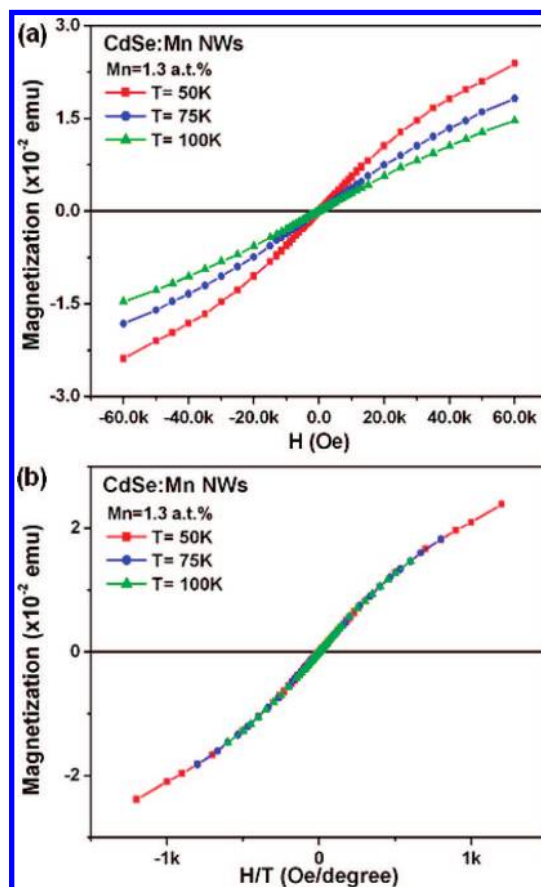 (a)
CdSe:Mn NWs
Mn=1.3 a.t.%
T= 50K
T= 75K
T= 100K
3.0
1.5
0.0
-1.5
-3.0
Magnetization (x10⁻² emu)
-60.0k -40.0k -20.0k 0.0 20.0k 40.0k 60.0k
H (Oe)
(b)
CdSe:Mn NWs
Mn=1.3 a.t.%
T= 50K
T= 75K
T= 100K
2
0
-2
Magnetization (x10⁻² emu)
-1k 0 1k
H/T (Oe/degree)